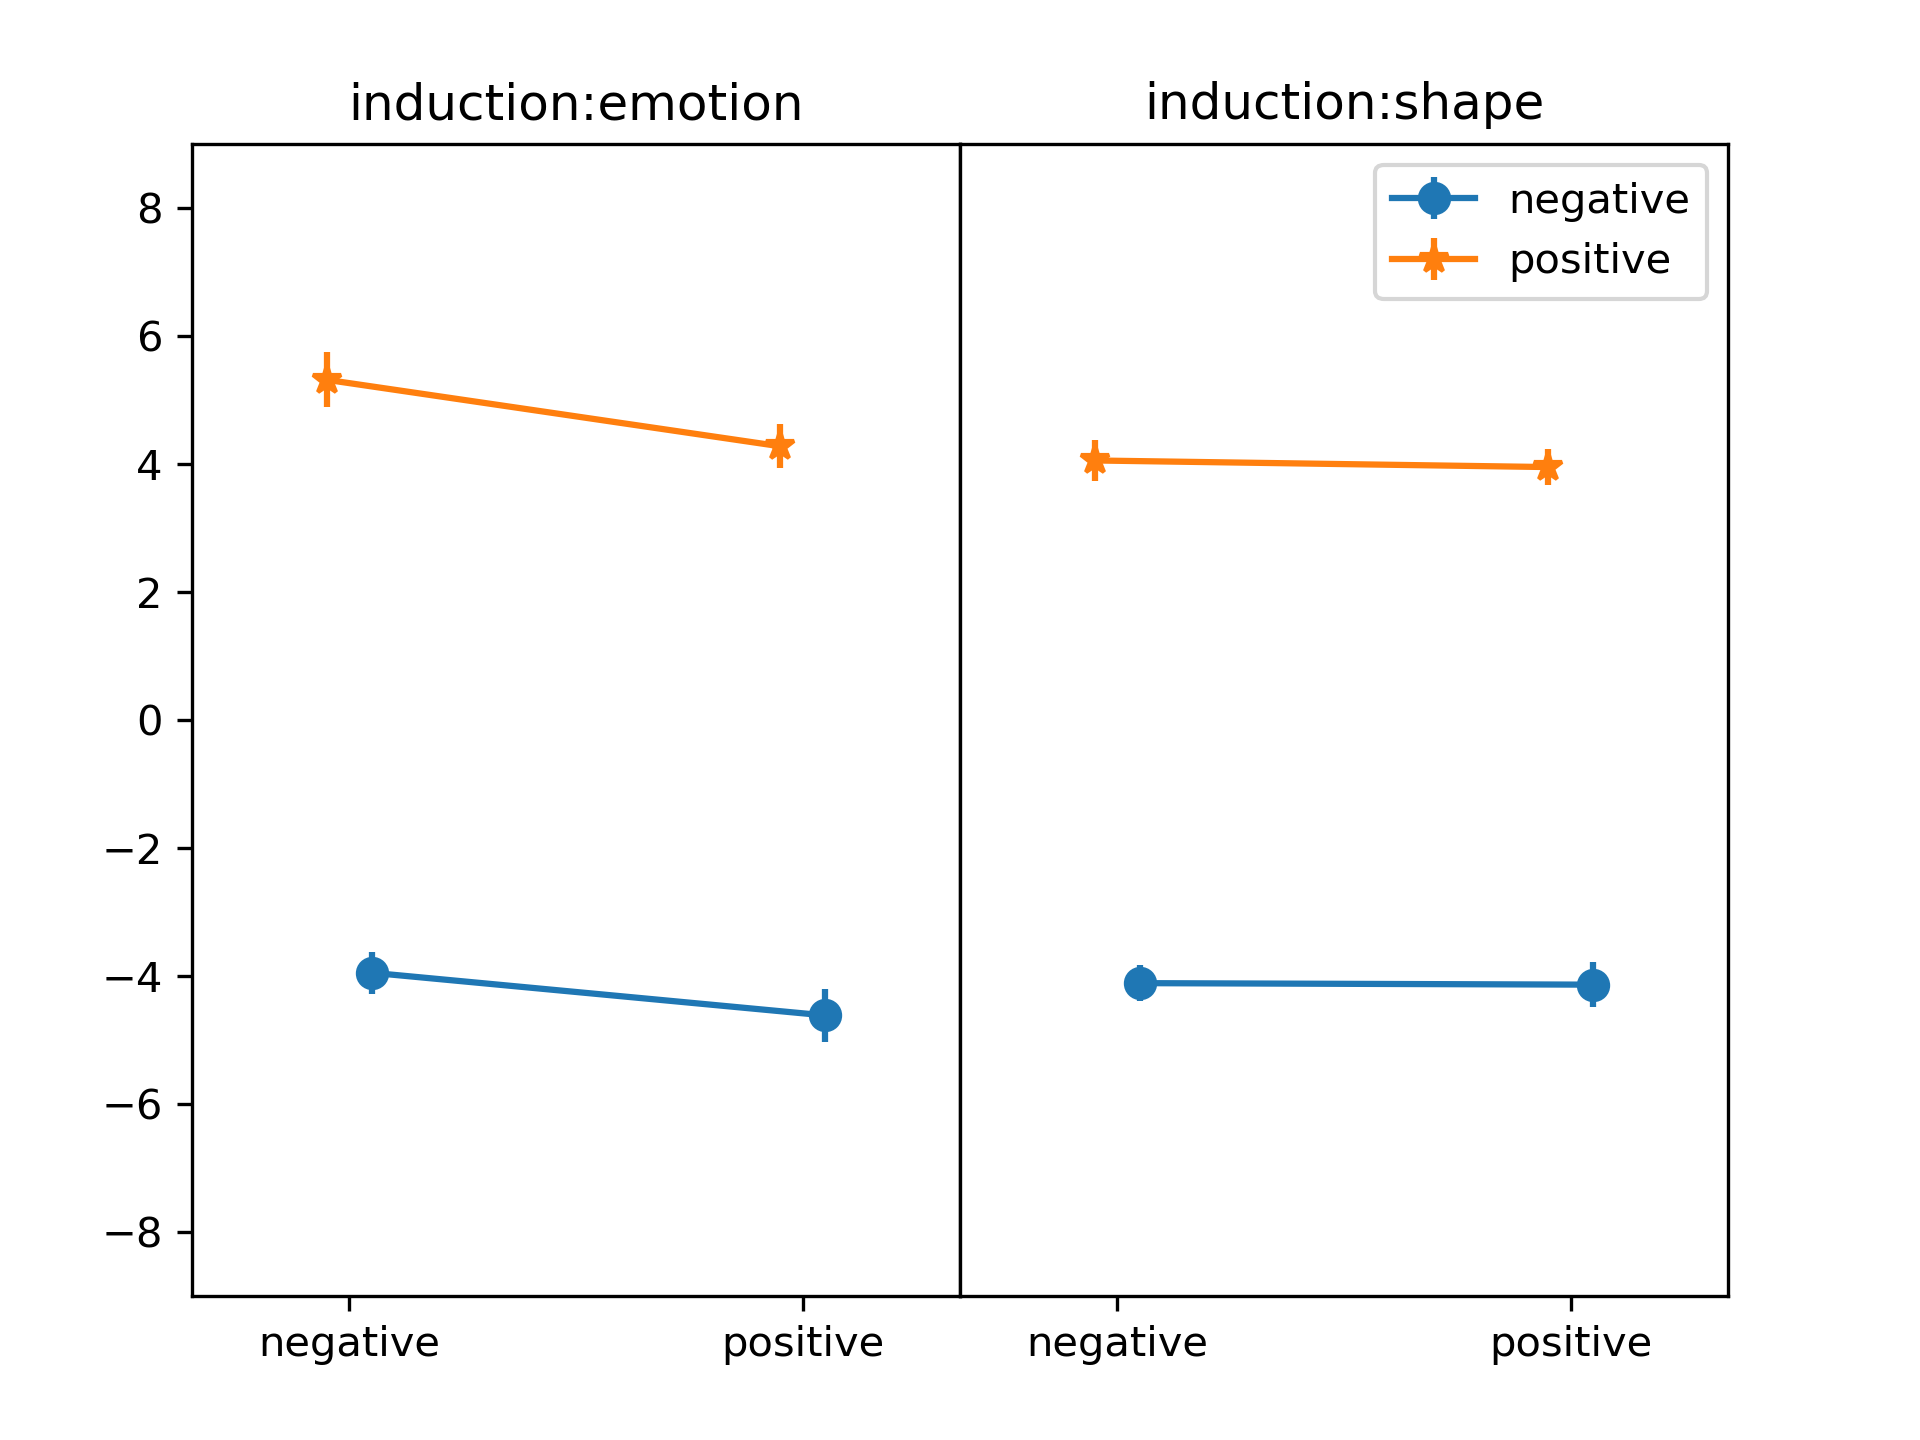 induction:emotion
induction:shape
negative
positive
8
6
4
2
0
−2
−4
−6
−8
negative
positive
negative
positive